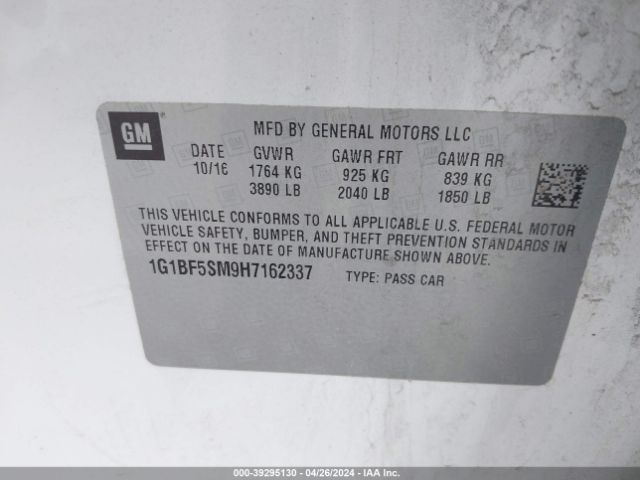 GM
MFD BY GENERAL MOTORS LLC
DATE GVWR GAWR FRT GAWR RR
10/16 1764 KG 925 KG 839 KG
3890 LB 2040 LB 1850 LB
THIS VEHICLE CONFORMS TO ALL APPLICABLE U.S. FEDERAL MOTOR
VEHICLE SAFETY, BUMPER, AND THEFT PREVENTION STANDARDS IN
EFFECT ON THE DATE OF MANUFACTURE SHOWN ABOVE.
1G1BF5SM9H7162337 TYPE: PASS CAR
000-39295130 - 04/26/2024 - IAA Inc.